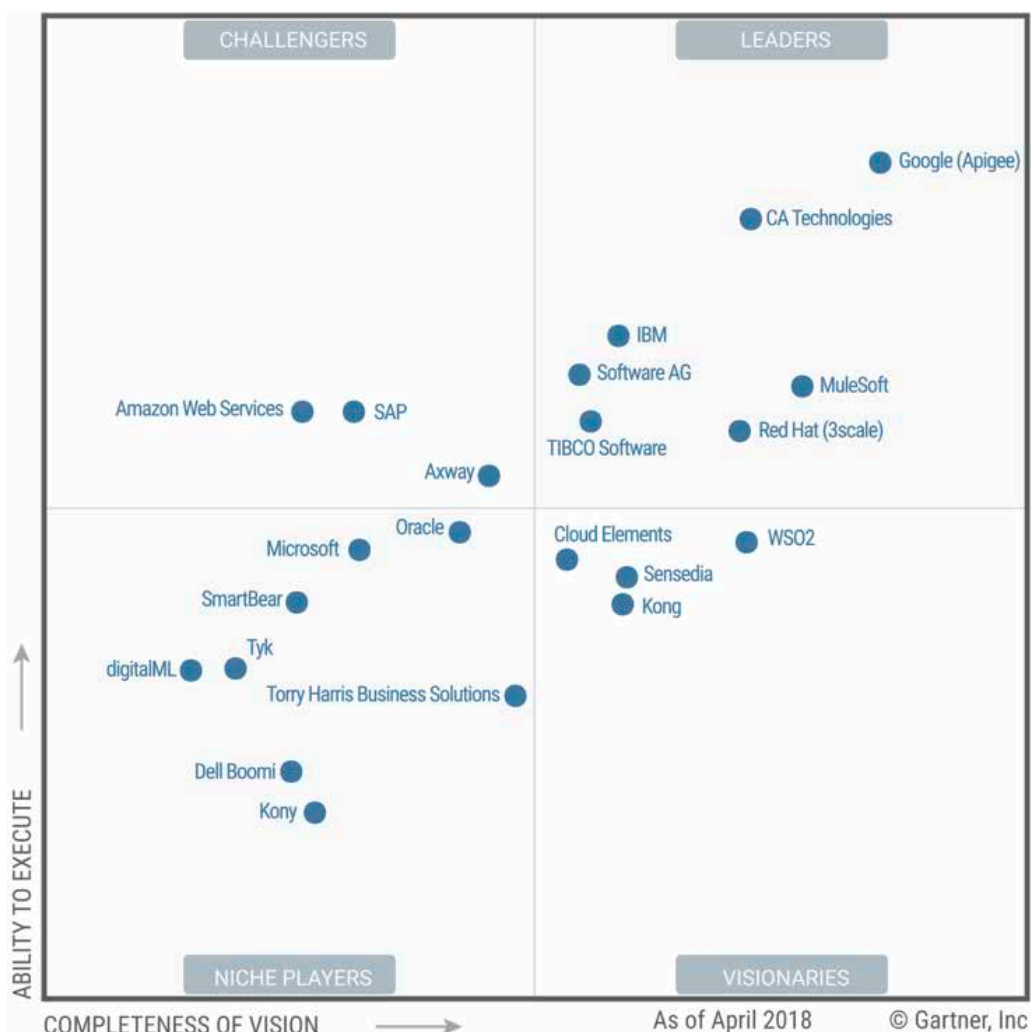 CHALLENGERS
LEADERS
Google (Apigee)
CA Technologies
IBM
Software AG
MuleSoft
Amazon Web Services
SAP
TIBCO Software
Red Hat (3scale)
Axway
Oracle
Microsoft
Cloud Elements
WSO2
Sensedia
SmartBear
Kong
Tyk
digitalML
Torry Harris Business Solutions
Dell Boomi
Kony
ABILITY TO EXECUTE
NICHE PLAYERS
VISIONARIES
COMPLETENESS OF VISION
As of April 2018
© Gartner, Inc